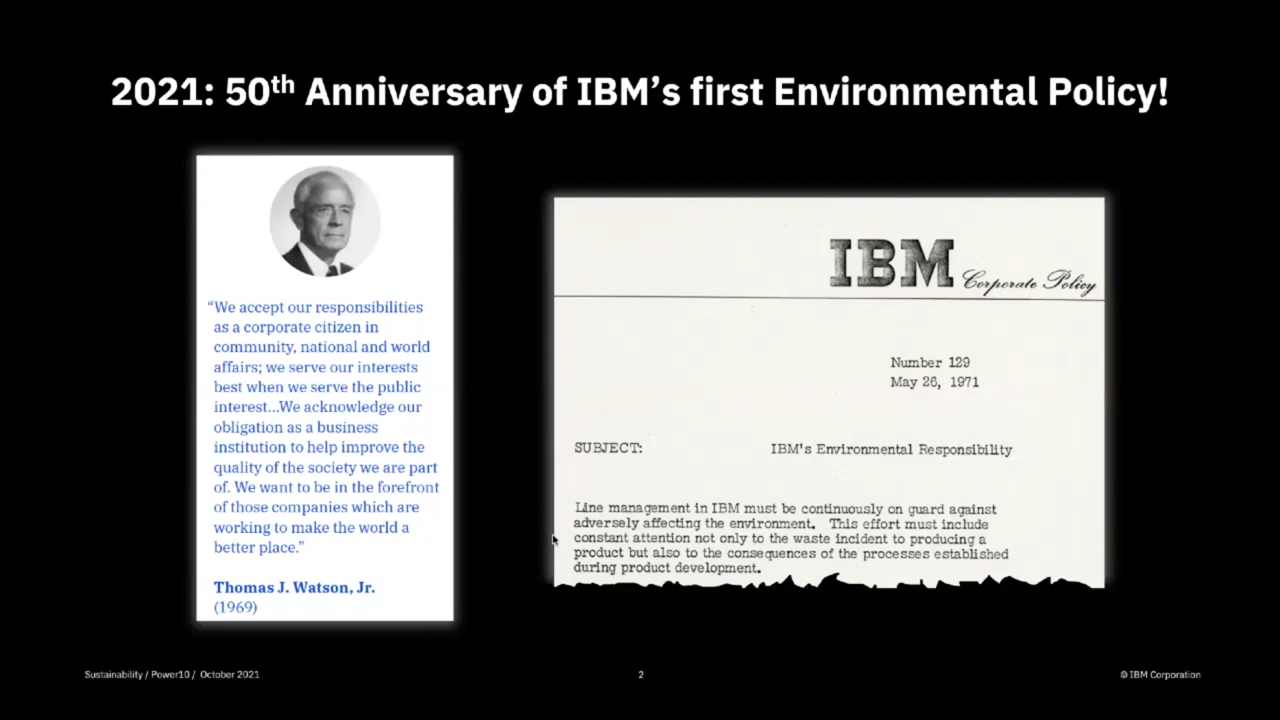 2021: 50th Anniversary of IBM’s first Environmental Policy!
“We accept our responsibilities
as a corporate citizen in
community, national and world
affairs; we serve our interests
best when we serve the public
interest...We acknowledge our
obligation as a business
institution to help improve the
quality of the society we are part
of. We want to be in the forefront
of those companies which are
working to make the world a
better place.”
Thomas J. Watson, Jr.
(1969)
IBM Corporate Policy
Number 129
May 26, 1971
SUBJECT: IBM's Environmental Responsibility
Line management in IBM must be continuously on guard against
adversely affecting the environment. This effort must include
constant attention not only to the waste incident to producing a
product but also to the consequences of the processes established
during product development.
Sustainability / Power10 / October 2021
2
© IBM Corporation